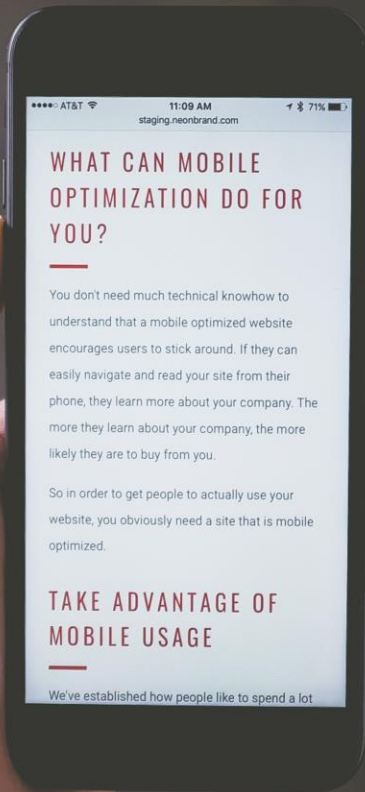 AT&T 11:09 AM 71%
staging.neonbrand.com
WHAT CAN MOBILE
OPTIMIZATION DO FOR
YOU?
You don't need much technical knowhow to
understand that a mobile optimized website
encourages users to stick around. If they can
easily navigate and read your site from their
phone, they learn more about your company. The
more they learn about your company, the more
likely they are to buy from you.
So in order to get people to actually use your
website, you obviously need a site that is mobile
optimized.
TAKE ADVANTAGE OF
MOBILE USAGE
We've established how people like to spend a lot